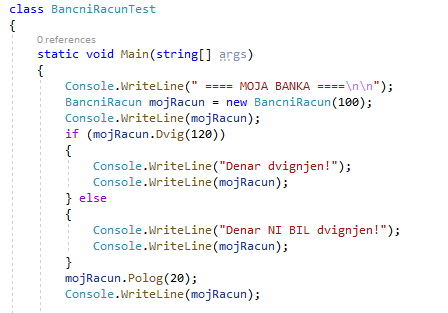 class BancniRacunTest
{
0 references
static void Main(string[] args)
{
Console.WriteLine(" ==== MOJA BANKA ====\n\n");
BancniRacun mojRacun = new BancniRacun(100);
Console.WriteLine(mojRacun);
if (mojRacun.Dvig(120))
{
Console.WriteLine("Denar dvignjen!");
Console.WriteLine(mojRacun);
} else
{
Console.WriteLine("Denar NI BIL dvignjen!");
Console.WriteLine(mojRacun);
}
mojRacun.Polog(20);
Console.WriteLine(mojRacun);